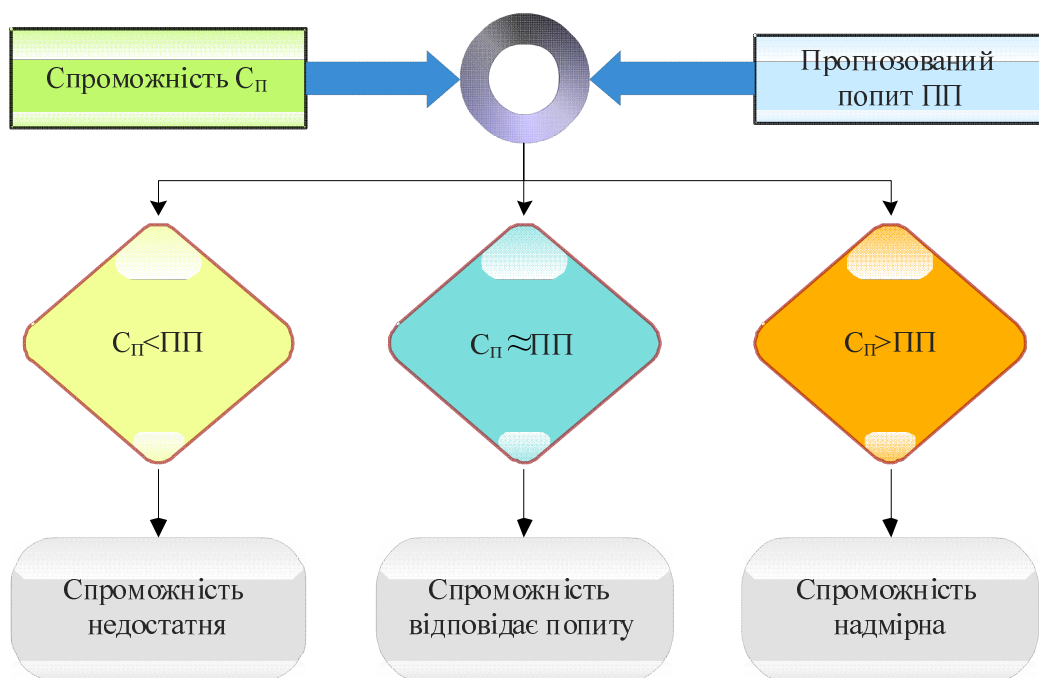 Спроможність Сп
Прогнозований
попит ПП
Сп<ПП
Сп≈ПП
Сп>ПП
Спроможність
недостатня
Спроможність
відповідає попиту
Спроможність
надмірна